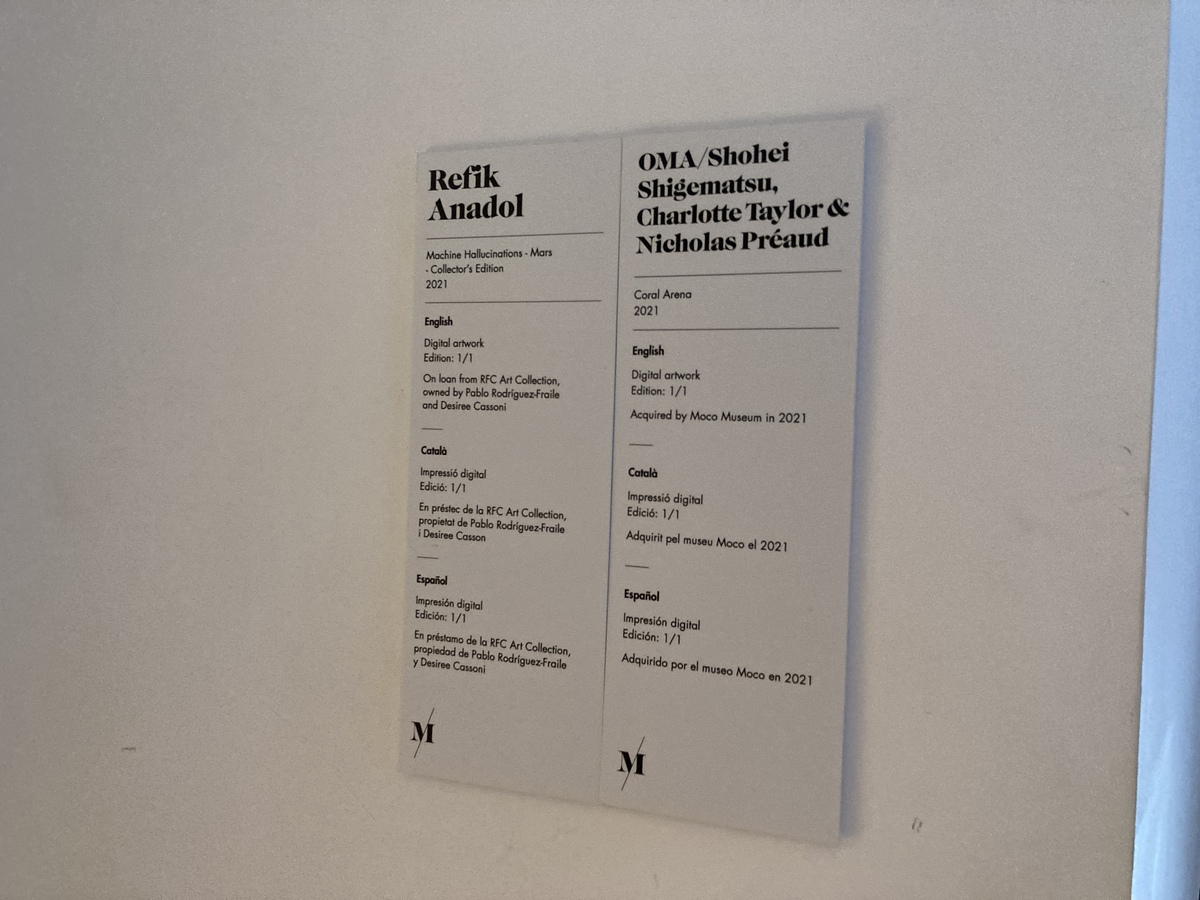 Refik
Anadol
Machine Hallucinations - Mars
- Collector's Edition
2021
English
Digital artwork
Edition: 1/1
On loan from RFC Art Collection,
owned by Pablo Rodríguez-Fraile
and Desiree Cassoni
Català
Impressió digital
Edició: 1/1
En préstec de la RFC Art Collection,
propietat de Pablo Rodríguez-Fraile
i Desiree Casson
Español
Impresión digital
Edición: 1/1
En préstamo de la RFC Art Collection,
propiedad de Pablo Rodríguez-Fraile
y Desiree Cassoni
M
OMA/Shohei
Shigematsu,
Charlotte Taylor &
Nicholas Préaud
Coral Arena
2021
English
Digital artwork
Edition: 1/1
Acquired by Moco Museum in 2021
Català
Impressió digital
Edició: 1/1
Adquirit pel museu Moco el 2021
Español
Impresión digital
Edición: 1/1
Adquirido por el museo Moco en 2021
M